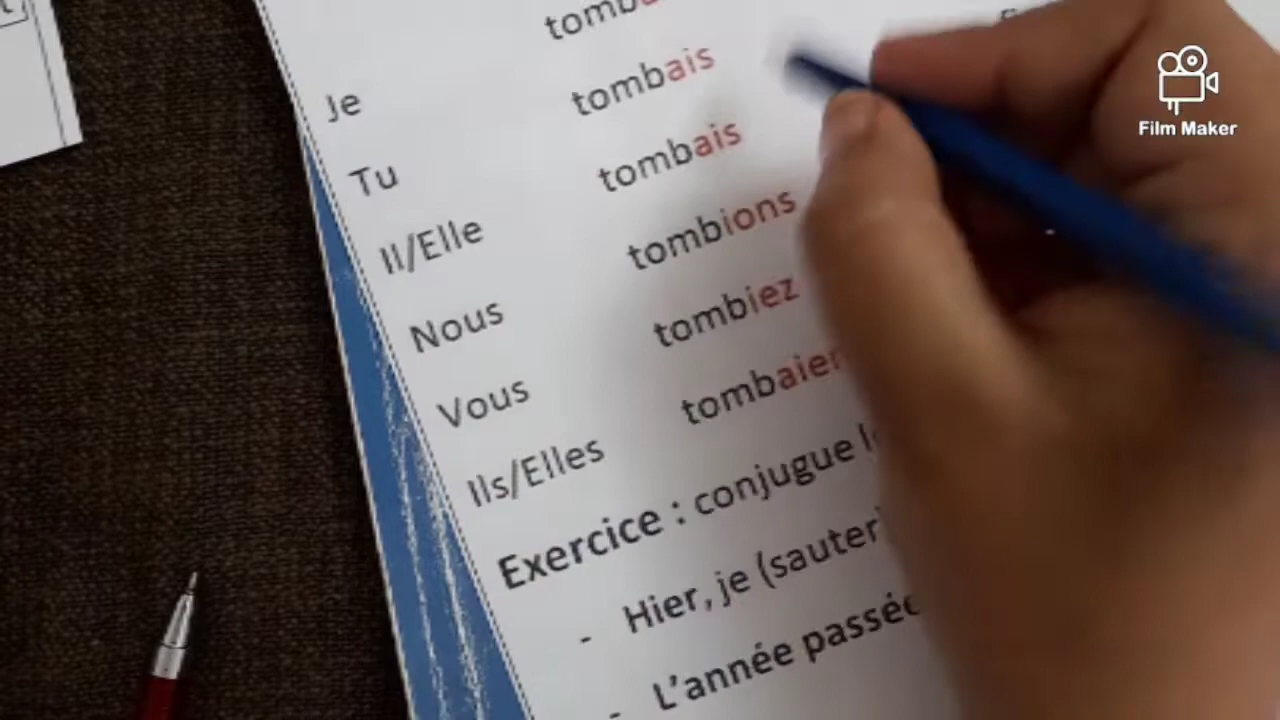 Je
Tu tombais
Il/Elle tombais
Nous tombions
Vous tombiez
Ils/Elles
Exercice : conjugue
- Hier, je (sauter)
- L'année
Film Maker